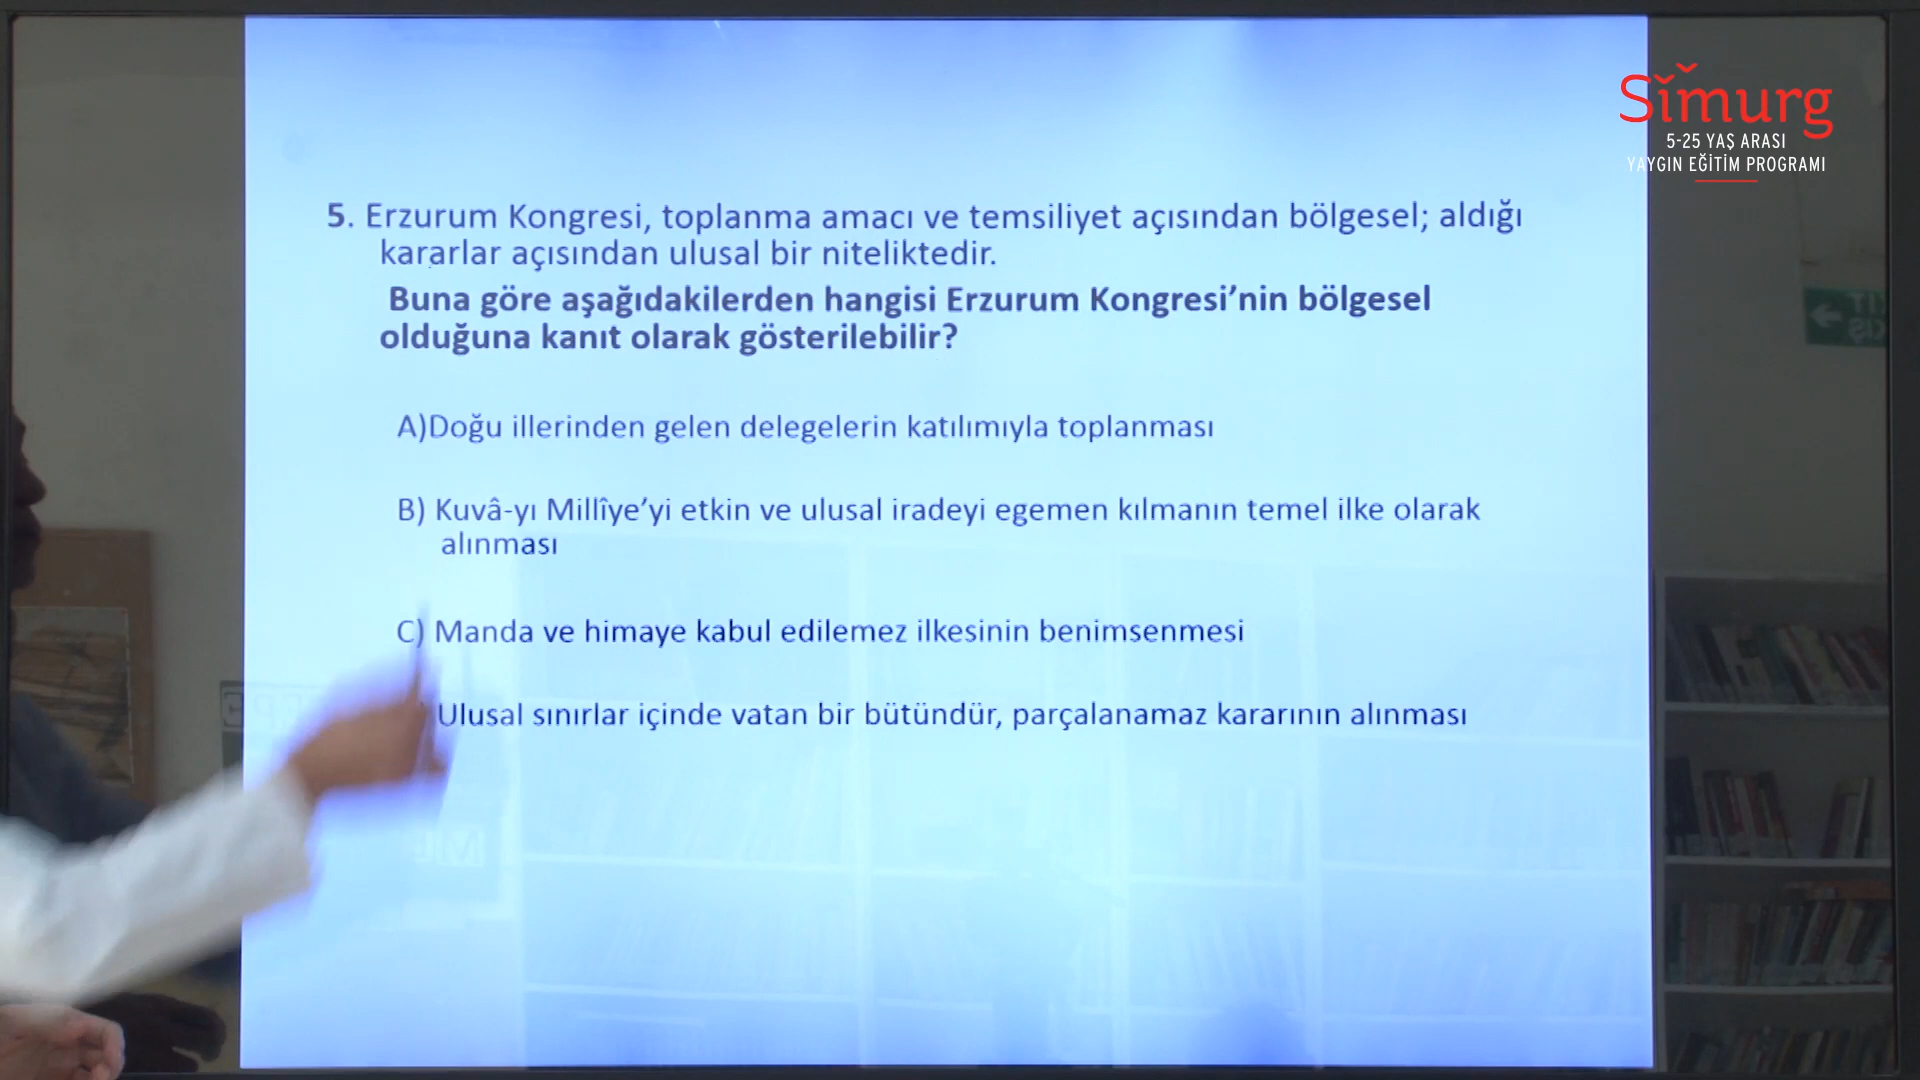 Simurg
5-25 YAŞ ARASI
YAYGIN EĞİTİM PROGRAMI
5. Erzurum Kongresi, toplanma amacı ve temsiliyet açısından bölgesel; aldığı
kararlar açısından ulusal bir niteliktedir.
Buna göre aşağıdakilerden hangisi Erzurum Kongresi’nin bölgesel
olduğuna kanıt olarak gösterilebilir?
A)Doğu illerinden gelen delegelerin katılımıyla toplanması
B) Kuvâ-yı Millîye’yi etkin ve ulusal iradeyi egemen kılmanın temel ilke olarak
alınması
C) Manda ve himaye kabul edilemez ilkesinin benimsenmesi
Ulusal sınırlar içinde vatan bir bütündür, parçalanamaz kararının alınması